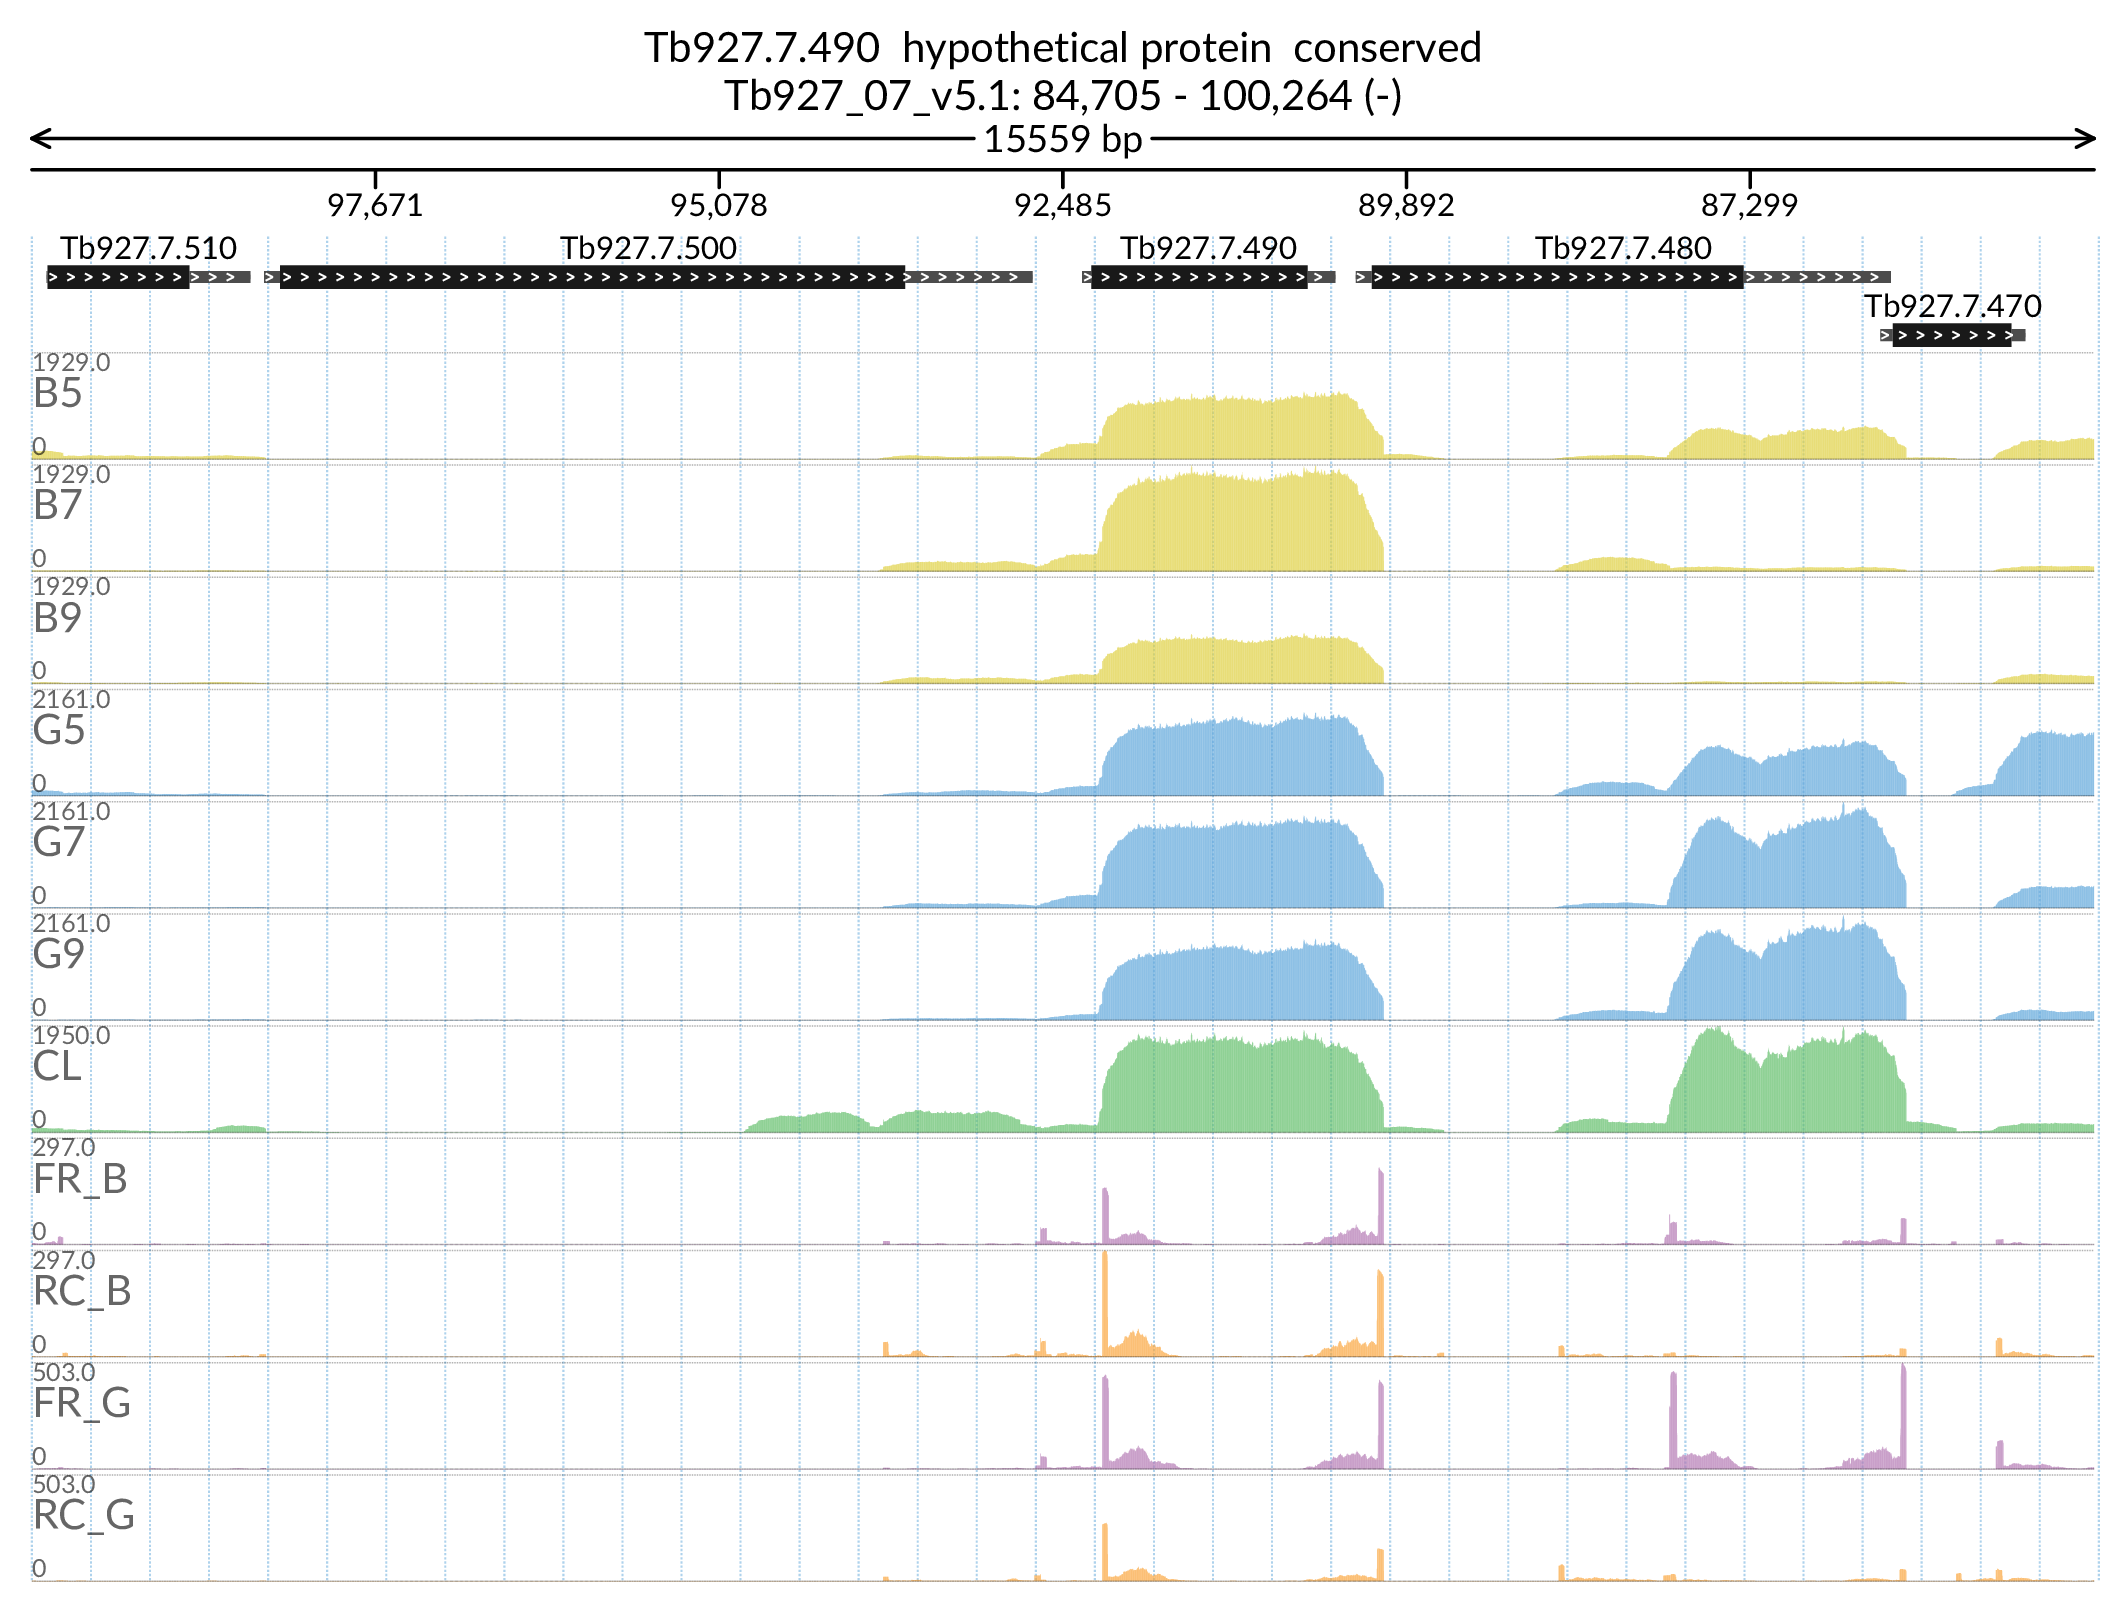 Tb927.7.490 hypothetical protein conserved
Tb927_07_v5.1: 84,705 - 100,264 (-)
15559 bp
97,671 95,078 92,485 89,892 87,299
Tb927.7.510 Tb927.7.500 Tb927.7.490 Tb927.7.480
Tb927.7.470
1929.0
B5
0
1929.0
B7
0
1929.0
B9
0
2161.0
G5
0
2161.0
G7
0
2161.0
G9
0
1950.0
CL
0
297.0
FR_B
0
297.0
RC_B
0
503.0
FR_G
0
503.0
RC_G
0